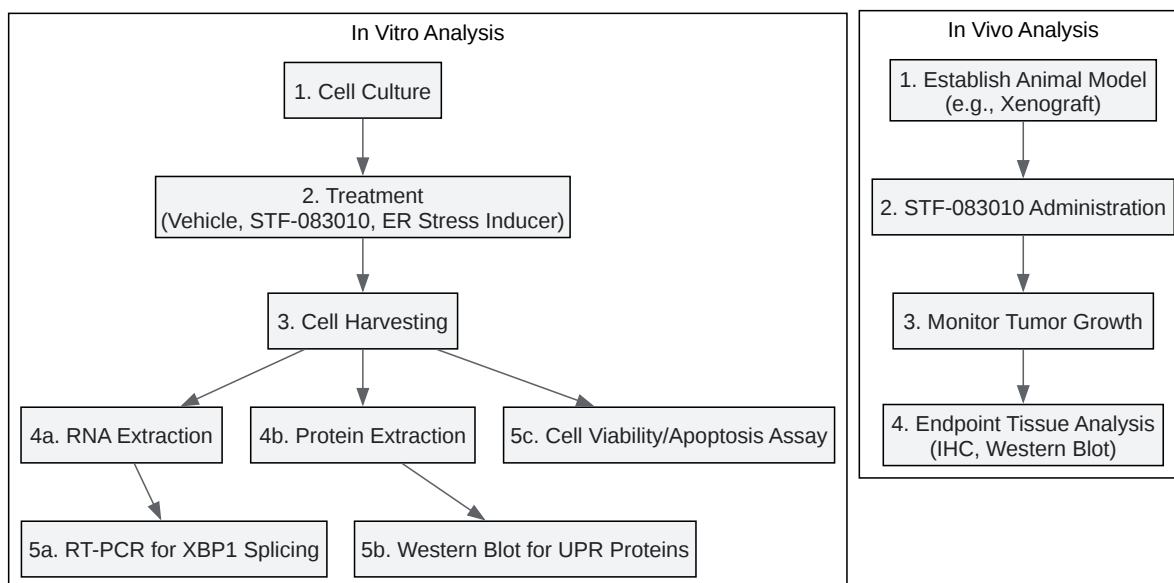 In Vitro Analysis
1. Cell Culture
2. Treatment
(Vehicle, STF-083010, ER Stress Inducer)
3. Cell Harvesting
4a. RNA Extraction
4b. Protein Extraction
5c. Cell Viability/Apoptosis Assay
5a. RT-PCR for XBP1 Splicing
5b. Western Blot for UPR Proteins
In Vivo Analysis
1. Establish Animal Model
(e.g., Xenograft)
2. STF-083010 Administration
3. Monitor Tumor Growth
4. Endpoint Tissue Analysis
(IHC, Western Blot)